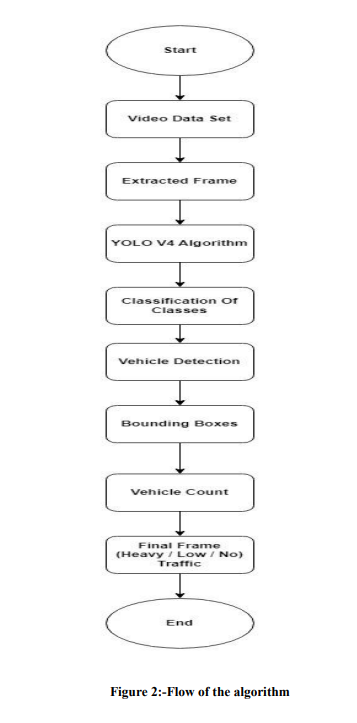 Start
Video Data Set
Extracted Frame
YOLO V4 Algorithm
Classification Of
Classes
Vehicle Detection
Bounding Boxes
Vehicle Count
Final Frame
(Heavy / Low / No)
Traffic
End
Figure 2:-Flow of the algorithm